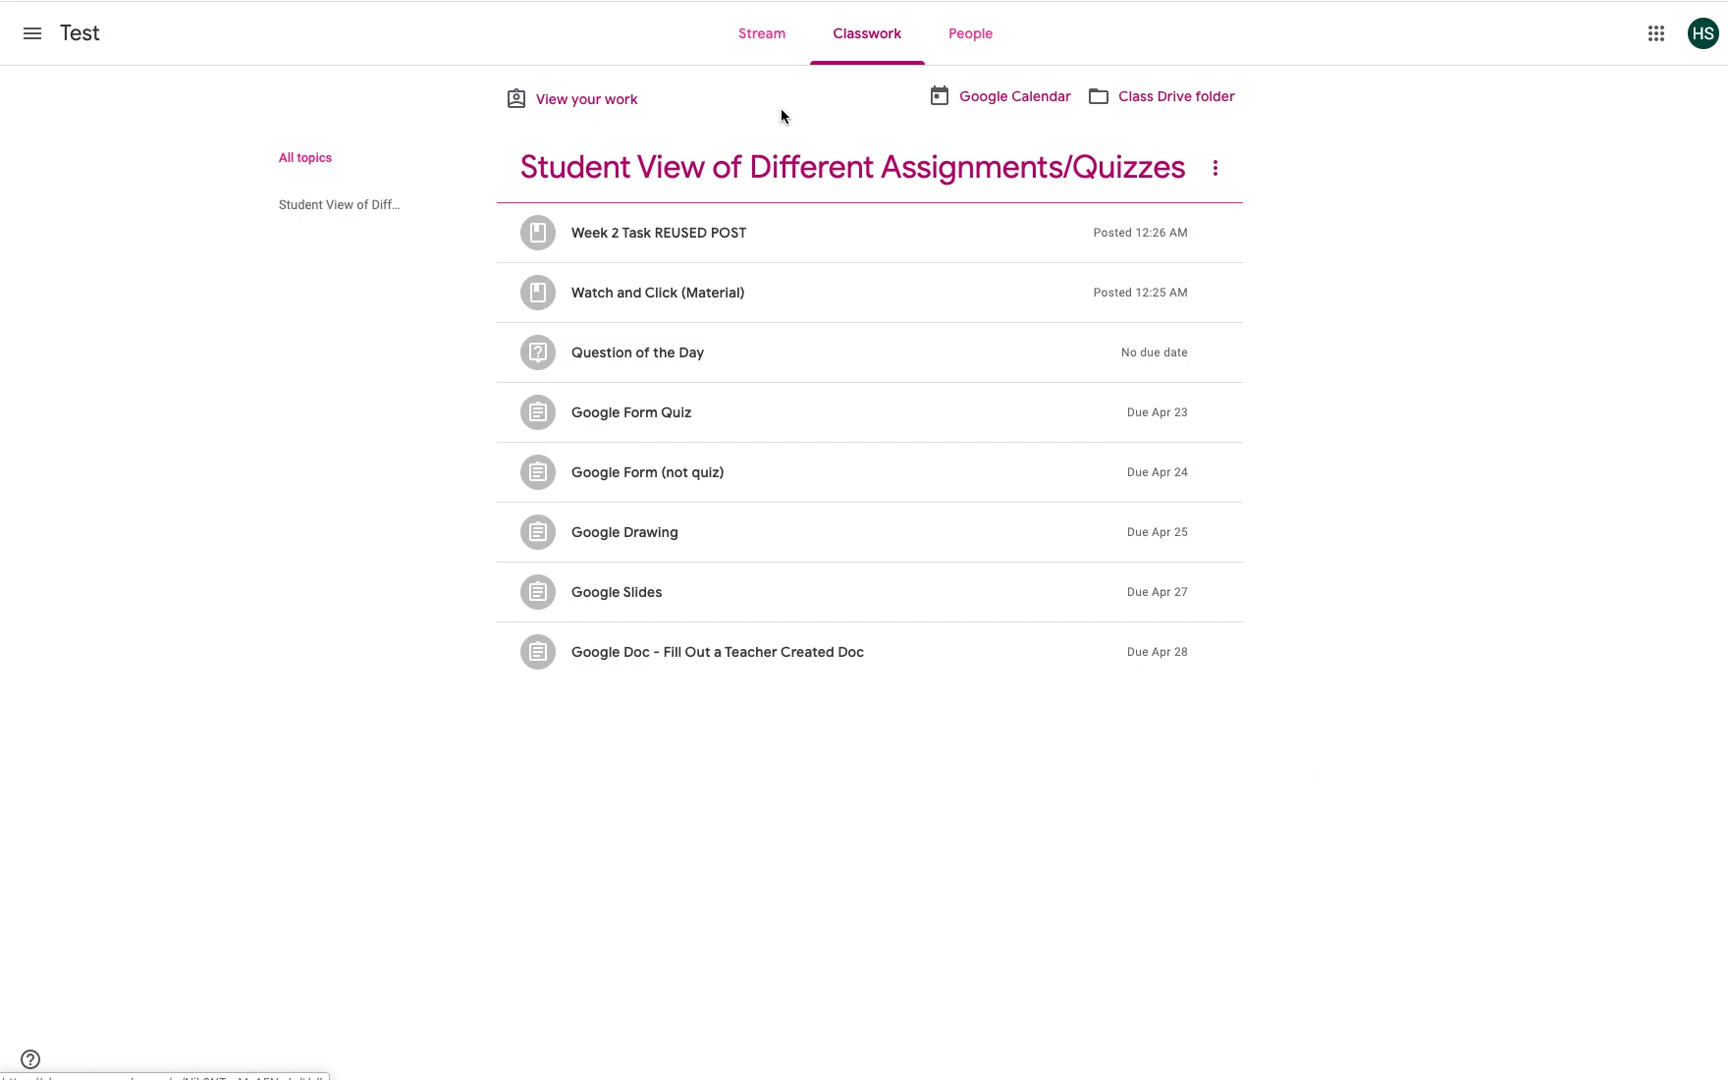 Test
Stream
Classwork
People
HS
View your work
Google Calendar
Class Drive folder
All topics
Student View of Diff...
Student View of Different Assignments/Quizzes
Week 2 Task REUSED POST
Posted 12:26 AM
Watch and Click (Material)
Posted 12:25 AM
Question of the Day
No due date
Google Form Quiz
Due Apr 23
Google Form (not quiz)
Due Apr 24
Google Drawing
Due Apr 25
Google Slides
Due Apr 27
Google Doc - Fill Out a Teacher Created Doc
Due Apr 28